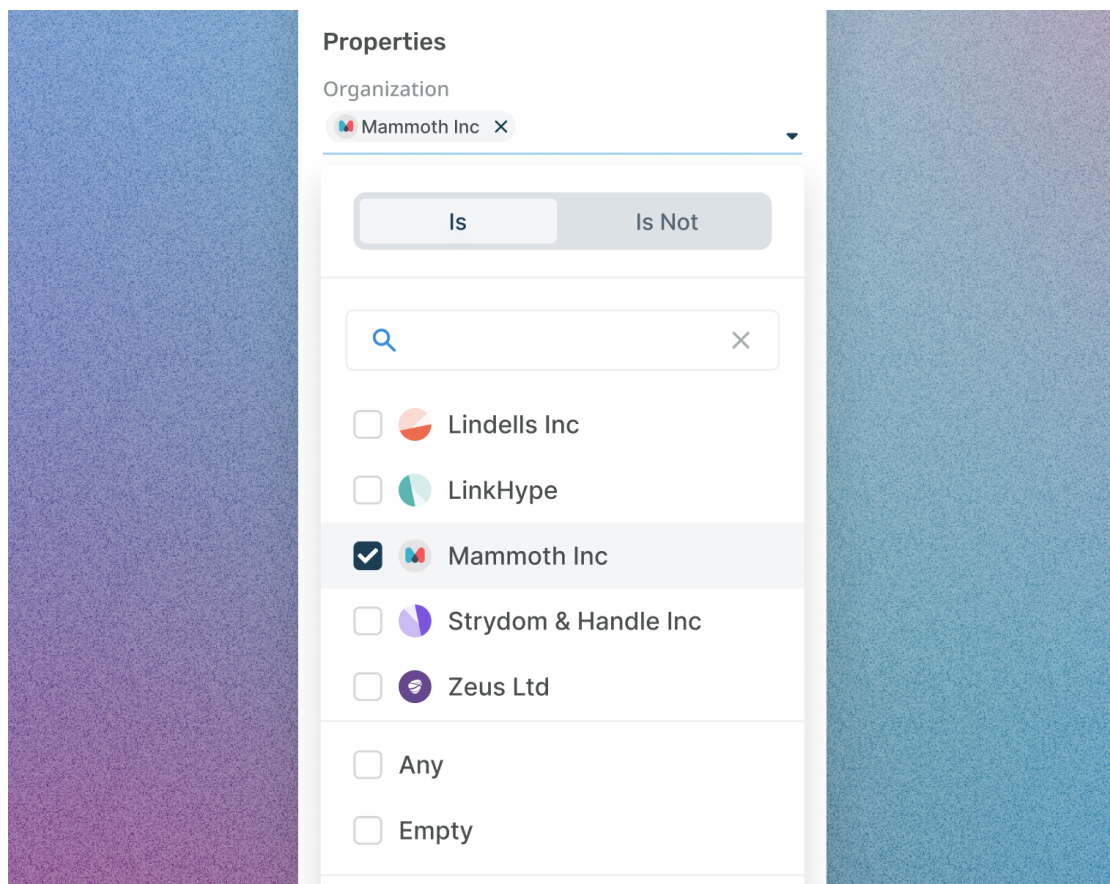 Properties
Organization
Mammoth Inc
Is Is Not
Lindells Inc
LinkHype
Mammoth Inc
Strydom & Handle Inc
Zeus Ltd
Any
Empty